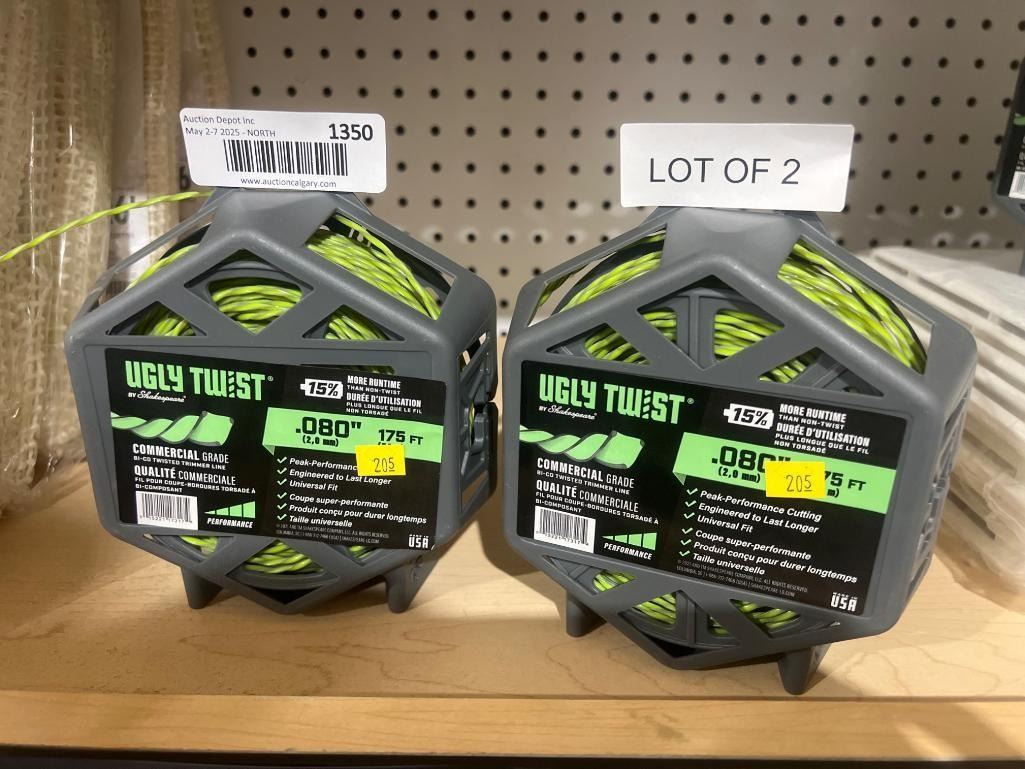 Auction Depot Inc
May 2-7 2025 - NORTH
1350
www.auctioncalgary.com
LOT OF 2
UGLY TWIST®
BY Shakespeare®
-15%
MORE RUNTIME
THAN NON-TWIST
DURÉE D'UTILISATION
PLUS LONGUE QUE LE FIL
NON TORSADÉ
.080"
(2,0 mm)
175 FT
205
COMMERCIAL GRADE
BI-CO TWISTED TRIMMER LINE
QUALITÉ COMMERCIALE
FIL POUR COUPE-BORDURES TORSADÉ À
BI-COMPOSANT
✓ Peak-Performance
✓ Engineered to Last Longer
✓ Universal Fit
✓ Coupe super-performante
✓ Produit conçu pour durer longtemps
✓ Taille universelle
PERFORMANCE
MADE IN
USA
UGLY TWIST®
BY Shakespeare®
-15%
MORE RUNTIME
THAN NON-TWIST
DURÉE D'UTILISATION
PLUS LONGUE QUE LE FIL
NON TORSADÉ
.080"
(2,0 mm)
75 FT
205
COMMERCIAL GRADE
BI-CO TWISTED TRIMMER LINE
QUALITÉ COMMERCIALE
FIL POUR COUPE-BORDURES TORSADÉ À
BI-COMPOSANT
✓ Peak-Performance Cutting
✓ Engineered to Last Longer
✓ Universal Fit
✓ Coupe super-performante
✓ Produit conçu pour durer longtemps
✓ Taille universelle
PERFORMANCE
MADE IN
USA